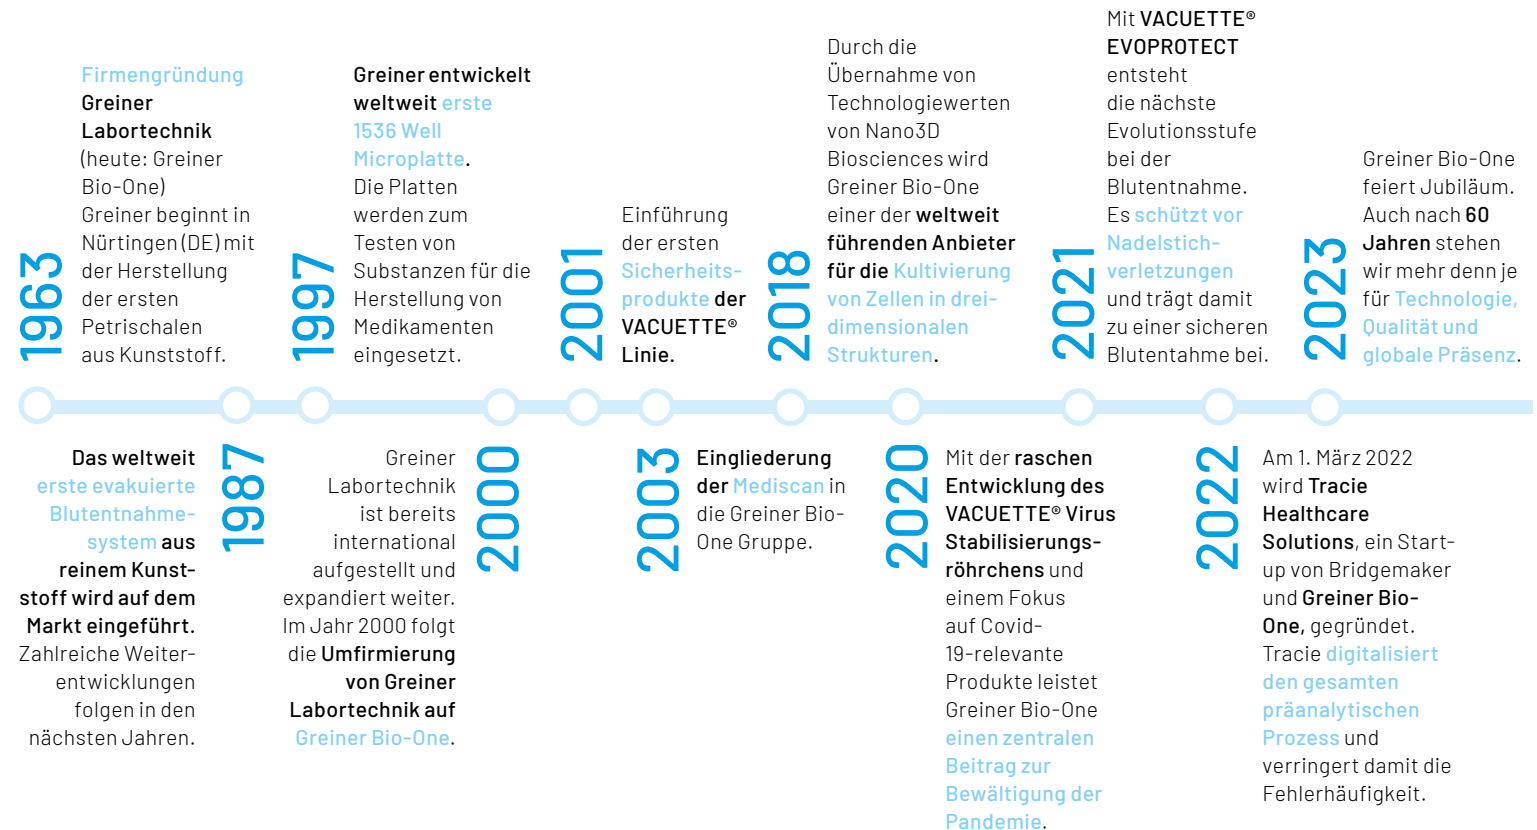 1963
Firmengründung
Greiner
Labortechnik
(heute: Greiner
Bio-One)
Greiner beginnt in
Nürtingen (DE) mit
der Herstellung
der ersten
Petrischalen
aus Kunststoff.
1987
Das weltweit
erste evakuierte
Blutentnahme-
system aus
reinem Kunst-
stoff wird auf dem
Markt eingeführt.
Zahlreiche Weiter-
entwicklungen
folgen in den
nächsten Jahren.
1997
Greiner entwickelt
weltweit erste
1536 Well
Microplatte.
Die Platten
werden zum
Testen von
Substanzen für die
Herstellung von
Medikamenten
eingesetzt.
2000
Greiner
Labortechnik
ist bereits
international
aufgestellt und
expandiert weiter.
Im Jahr 2000 folgt
die Umfirmierung
von Greiner
Labortechnik auf
Greiner Bio-One.
2001
Einführung
der ersten
Sicherheits-
produkte der
VACUETTE®
Linie.
2003
Eingliederung
der Mediscan in
die Greiner Bio-
One Gruppe.
2018
Durch die
Übernahme von
Technologiewerten
von Nano3D
Biosciences wird
Greiner Bio-One
einer der weltweit
führenden Anbieter
für die Kultivierung
von Zellen in drei-
dimensionalen
Strukturen.
2020
Mit der raschen
Entwicklung des
VACUETTE® Virus
Stabilisierungs-
röhrchens und
einem Fokus
auf Covid-
19-relevante
Produkte leistet
Greiner Bio-One
einen zentralen
Beitrag zur
Bewältigung der
Pandemie.
2021
Mit VACUETTE®
EVOPROTECT
entsteht
die nächste
Evolutionsstufe
bei der
Blutentnahme.
Es schützt vor
Nadelstich-
verletzungen
und trägt damit
zu einer sicheren
Blutentahme bei.
2022
Am 1. März 2022
wird Tracie
Healthcare
Solutions, ein Start-
up von Bridgemaker
und Greiner Bio-
One, gegründet.
Tracie digitalisiert
den gesamten
präanalytischen
Prozess und
verringert damit die
Fehlerhäufigkeit.
2023
Greiner Bio-One
feiert Jubiläum.
Auch nach 60
Jahren stehen
wir mehr denn je
für Technologie,
Qualität und
globale Präsenz.